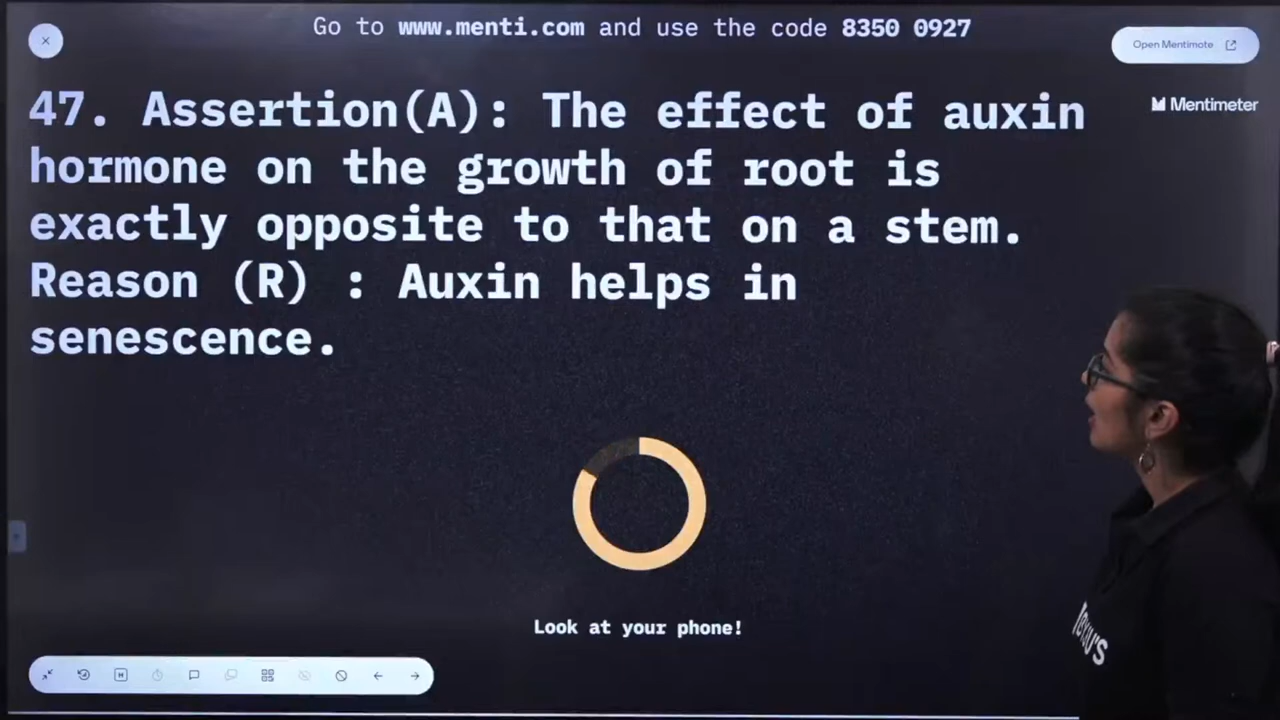 Go to www.menti.com and use the code 8350 0927
Open Mentimote
Mentimeter
47. Assertion(A): The effect of auxin
hormone on the growth of root is
exactly opposite to that on a stem.
Reason (R) : Auxin helps in
senescence.
Look at your phone!